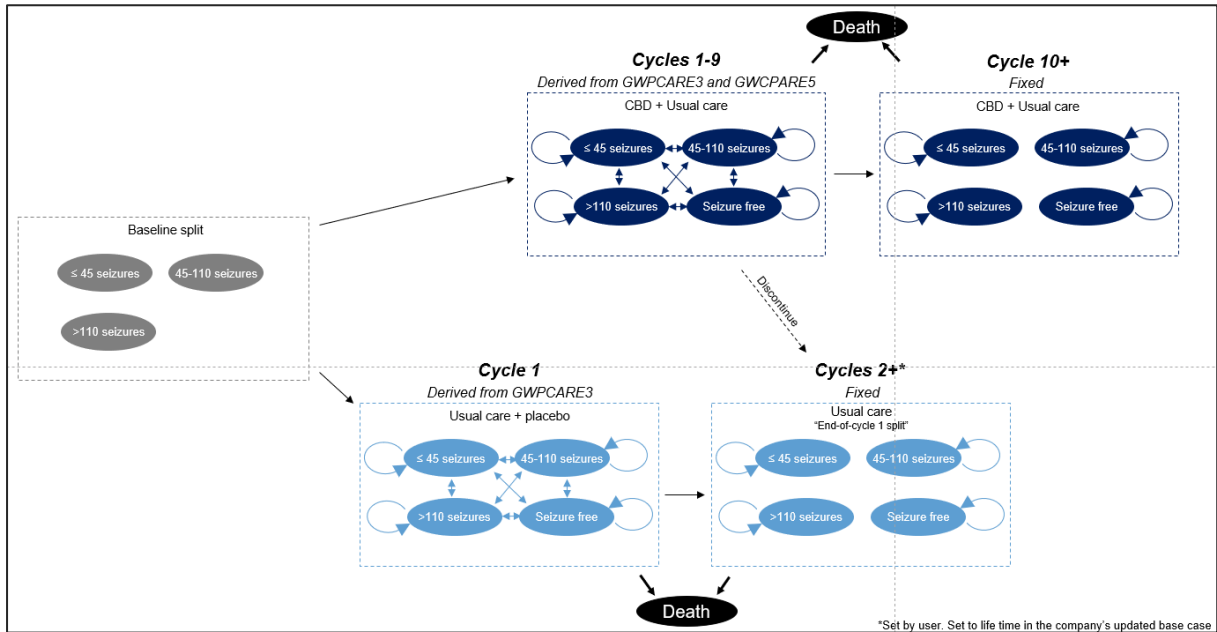 Death
Cycles 1-9
Derived from GWPCARE3 and GWCPARE5
CBD + Usual care
≤ 45 seizures
45-110 seizures
>110 seizures
Seizure free
Cycle 10+
Fixed
CBD + Usual care
≤ 45 seizures
45-110 seizures
>110 seizures
Seizure free
Baseline split
≤ 45 seizures
45-110 seizures
>110 seizures
Discontinue
Cycle 1
Derived from GWPCARE3
Usual care + placebo
≤ 45 seizures
45-110 seizures
>110 seizures
Seizure free
Cycles 2+*
Fixed
Usual care
“End-of-cycle 1 split”
≤ 45 seizures
45-110 seizures
>110 seizures
Seizure free
Death
*Set by user. Set to life time in the company’s updated base case